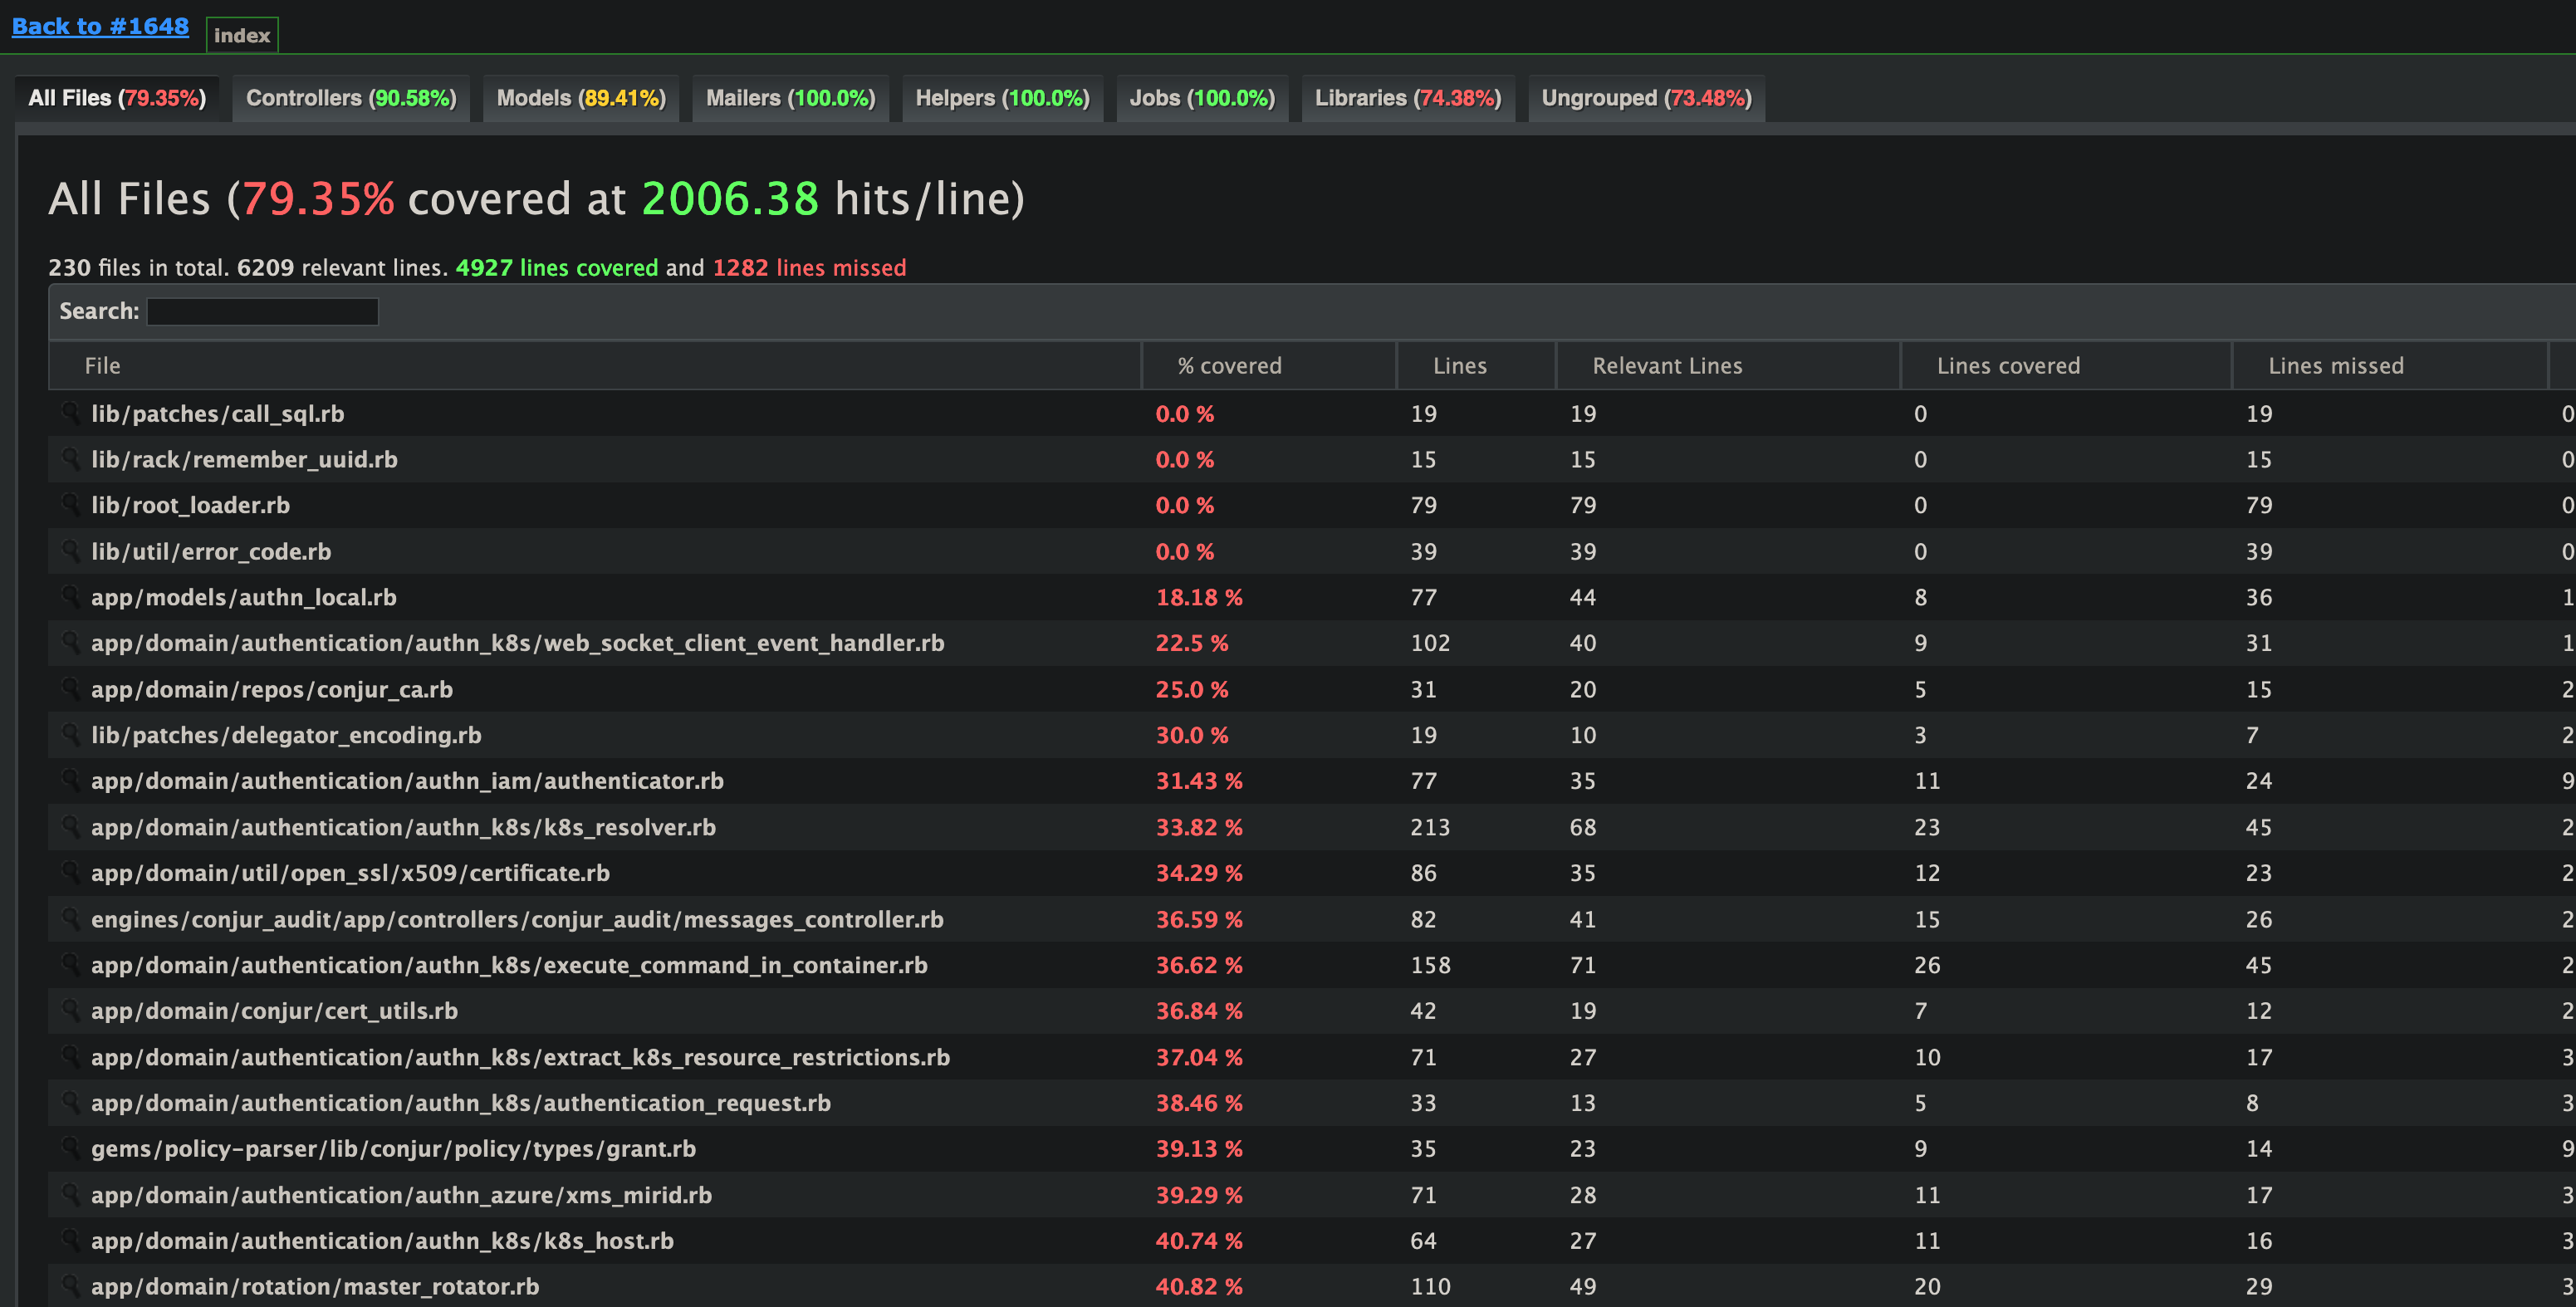 Back to #1648 index
All Files (79.35%) Controllers (90.58%) Models (89.41%) Mailers (100.0%) Helpers (100.0%) Jobs (100.0%) Libraries (74.38%) Ungrouped (73.48%)
All Files (79.35% covered at 2006.38 hits/line)
230 files in total. 6209 relevant lines. 4927 lines covered and 1282 lines missed
Search:
File % covered Lines Relevant Lines Lines covered Lines missed
lib/patches/call_sql.rb 0.0 % 19 19 0 19 0
lib/rack/remember_uuid.rb 0.0 % 15 15 0 15 0
lib/root_loader.rb 0.0 % 79 79 0 79 0
lib/util/error_code.rb 0.0 % 39 39 0 39 0
app/models/authn_local.rb 18.18 % 77 44 8 36 1
app/domain/authentication/authn_k8s/web_socket_client_event_handler.rb 22.5 % 102 40 9 31 1
app/domain/repos/conjur_ca.rb 25.0 % 31 20 5 15 2
lib/patches/delegator_encoding.rb 30.0 % 19 10 3 7 2
app/domain/authentication/authn_iam/authenticator.rb 31.43 % 77 35 11 24 9
app/domain/authentication/authn_k8s/k8s_resolver.rb 33.82 % 213 68 23 45 2
app/domain/util/open_ssl/x509/certificate.rb 34.29 % 86 35 12 23 2
engines/conjur_audit/app/controllers/conjur_audit/messages_controller.rb 36.59 % 82 41 15 26 2
app/domain/authentication/authn_k8s/execute_command_in_container.rb 36.62 % 158 71 26 45 2
app/domain/conjur/cert_utils.rb 36.84 % 42 19 7 12 2
app/domain/authentication/authn_k8s/extract_k8s_resource_restrictions.rb 37.04 % 71 27 10 17 3
app/domain/authentication/authn_k8s/authentication_request.rb 38.46 % 33 13 5 8 3
gems/policy-parser/lib/conjur/policy/types/grant.rb 39.13 % 35 23 9 14 9
app/domain/authentication/authn_azure/xms_mirid.rb 39.29 % 71 28 11 17 3
app/domain/authentication/authn_k8s/k8s_host.rb 40.74 % 64 27 11 16 3
app/domain/rotation/master_rotator.rb 40.82 % 110 49 20 29 3